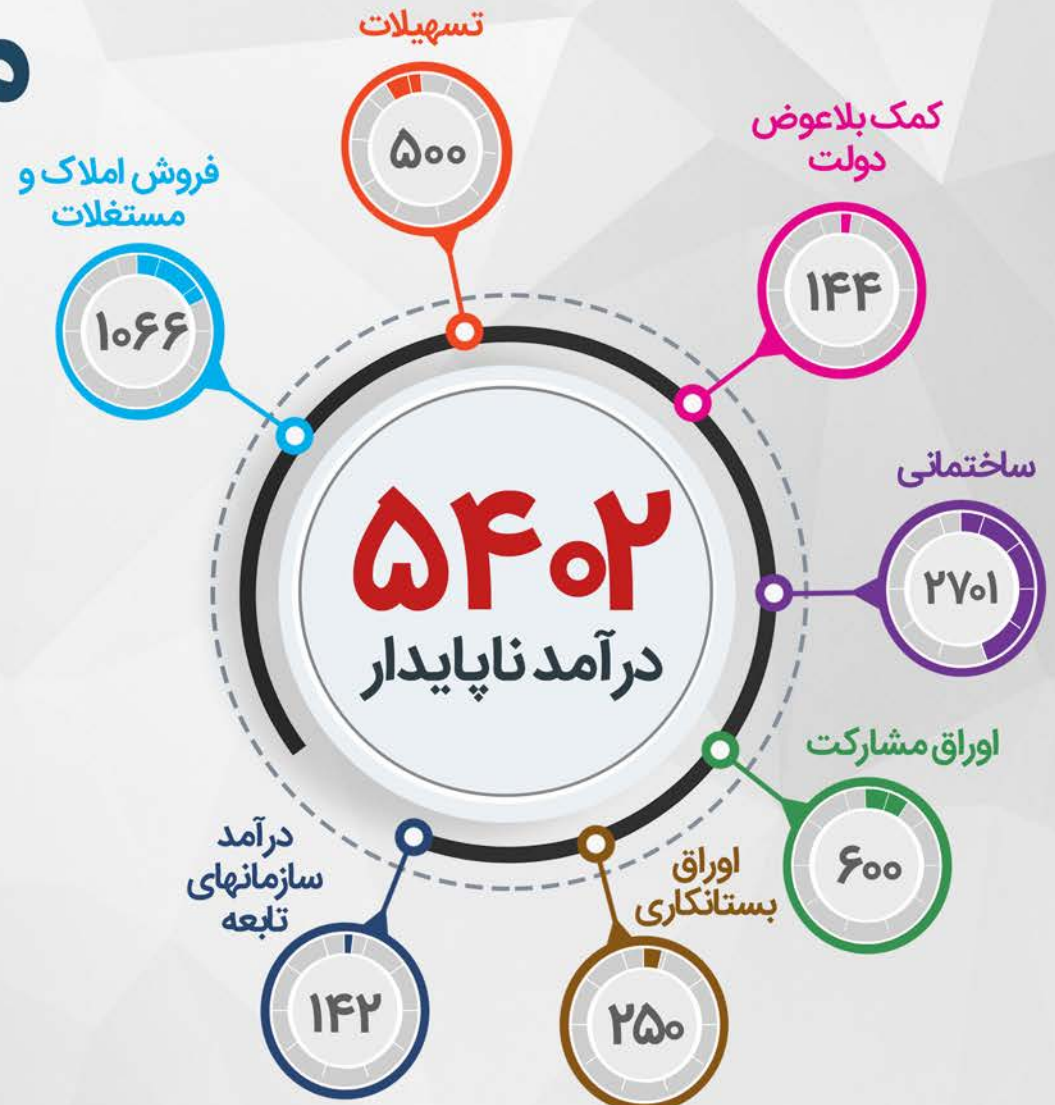 تسهیلات
۵۰۰
کمک بلاعوض
دولت
۱۴۴
فروش املاک و
مستغلات
۱۰۶۶
ساختمانی
۲۷۰۱
۵۴۰۲
درآمد ناپایدار
اوراق مشارکت
۶۰۰
اوراق
بستانکاری
۲۵۰
درآمد
سازمانهای
تابعه
۱۴۲